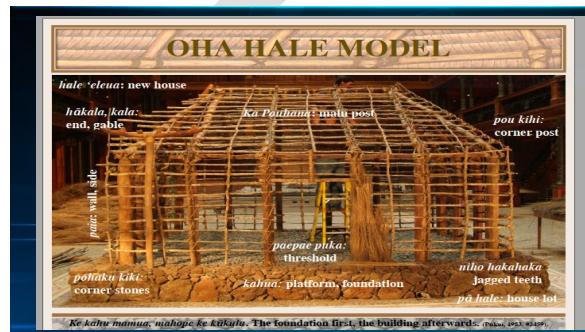 OHA HALE MODEL
hale ‘eleua: new house
hākala, kala:
end, gable
Ka Pouhana: main post
pou kihi:
corner post
paia: wall, side
paepae puka:
threshold
pōhaku kiki:
corner stones
kahua: platform, foundation
niho hakahaka
jagged teeth
pā hale: house lot
Ke kahu mamua, mahope ke kūkulu. The foundation first, the building afterwards.